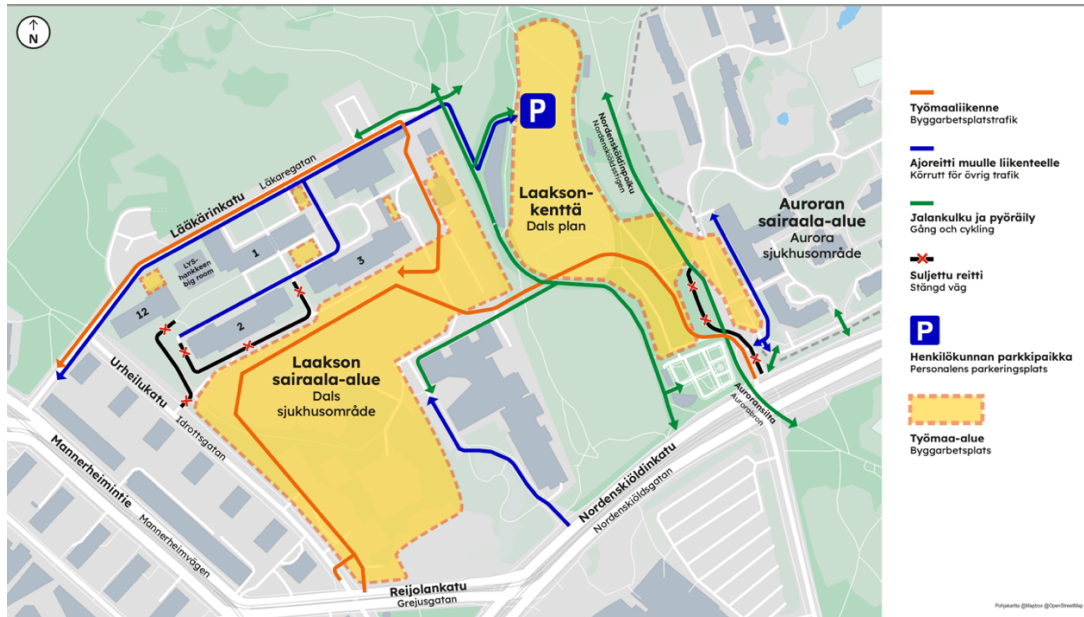 N
P
Lääkärinkatu
Läkaregatan
Nordenskiöldinpolku
Nordenskiöldsstigen
Laakson-
kenttä
Dals plan
Auroran
sairaala-alue
Aurora
sjukhusområde
LYS-
hankkeen
big room
1
3
12
2
Laakson
sairaala-alue
Dals
sjukhusområde
Urheilukatu
Idrottsgatan
Mannerheimintie
Mannerheimvägen
Auroransilta
Aurorabron
Nordenskiöldinkatu
Nordenskiöldsgatan
Reijolankatu
Grejusgatan
Työmaaliikenne
Byggarbetsplatstrafik
Ajoreitti muulle liikenteelle
Körrutt för övrig trafik
Jalankulku ja pyöräily
Gång och cykling
Suljettu reitti
Stängd väg
P
Henkilökunnan parkkipaikka
Personalens parkeringsplats
Työmaa-alue
Byggarbetsplats
Pohjakartta @Mapbox @OpenStreetMap